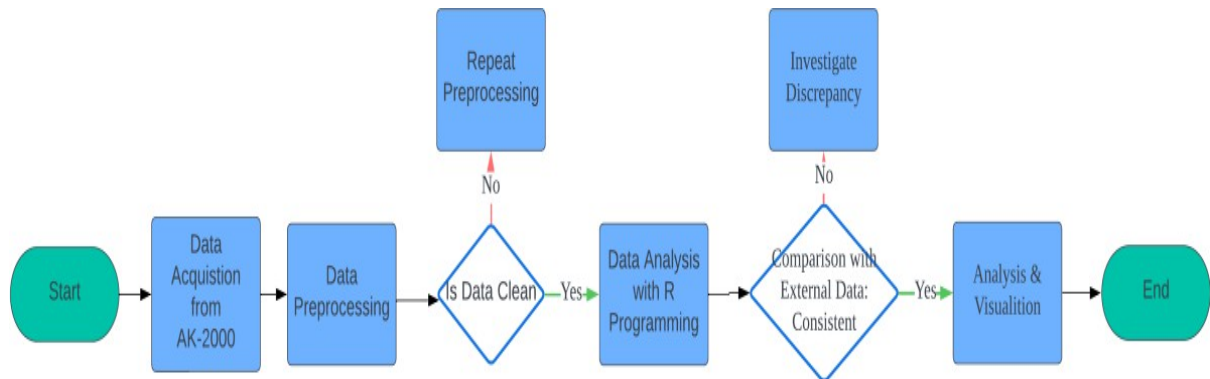 Repeat
Preprocessing
Investigate
Discrepancy
No
No
Start
Data
Acquistion
from
AK-2000
Data
Preprocessing
Is Data Clean
Yes
Data Analysis
with R
Programming
Comparison with
External Data:
Consistent
Yes
Analysis &
Visualition
End